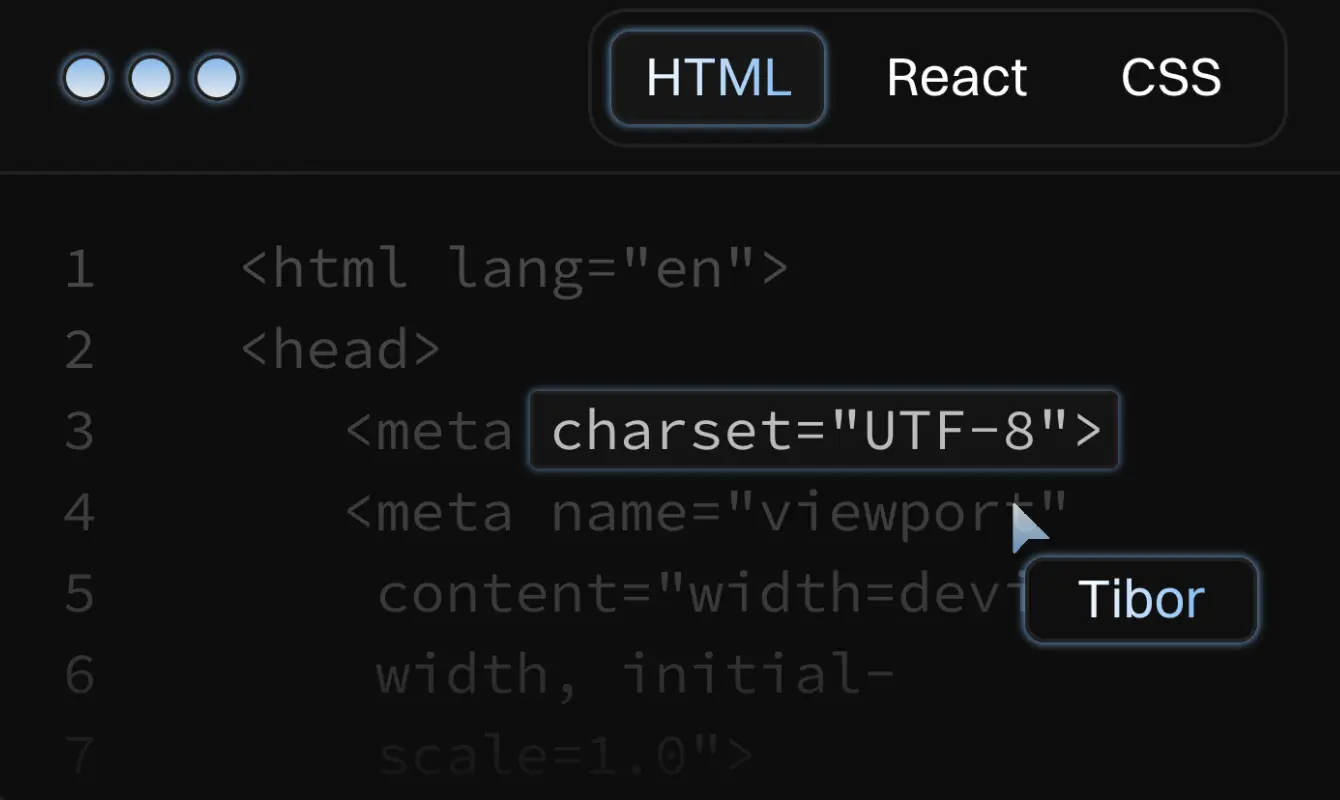 HTML React CSS
1 <html lang="en">
2 <head>
3 <meta charset="UTF-8">
4 <meta name="viewport"
5 content="width=devi
Tibor
6 width, initial-
7 scale=1.0">